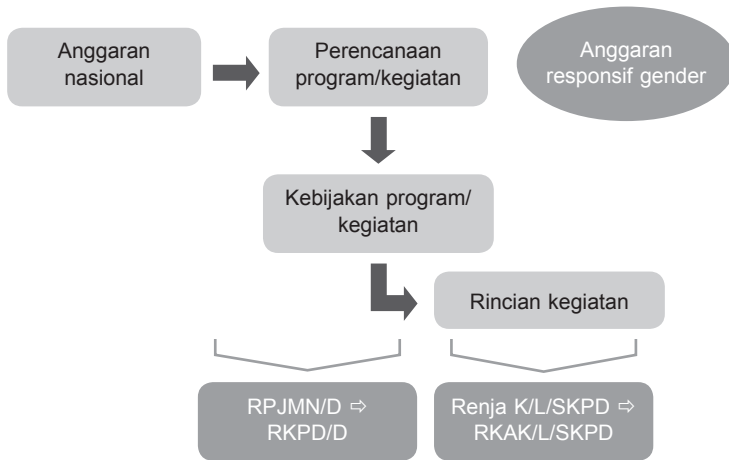 Anggaran
nasional
Perencanaan
program/kegiatan
Anggaran
responsif gender
Kebijakan program/
kegiatan
Rincian kegiatan
RPJMN/D ⇨
RKPD/D
Renja K/L/SKPD ⇨
RKAK/L/SKPD